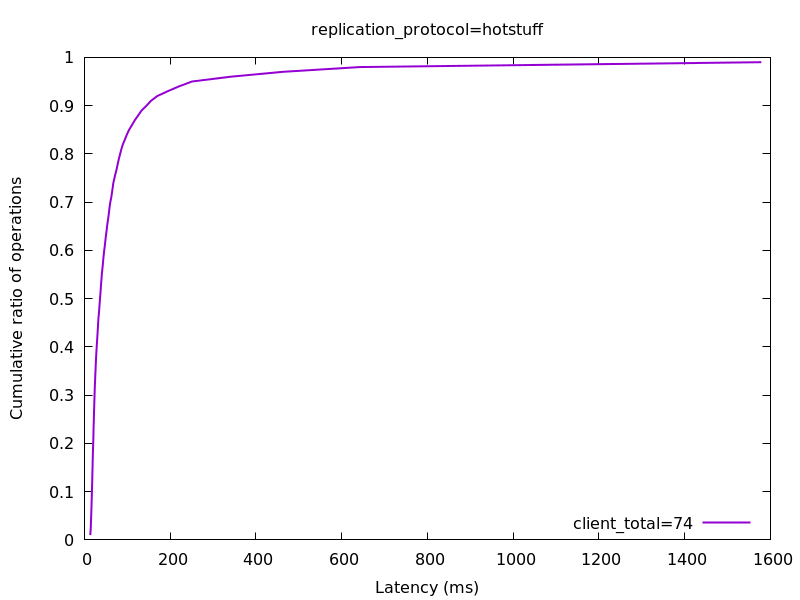 replication_protocol=hotstuff
1
0.9
0.8
0.7
0.6
0.5
0.4
0.3
0.2
0.1
0
Cumulative ratio of operations
client_total=74
0 200 400 600 800 1000 1200 1400 1600
Latency (ms)